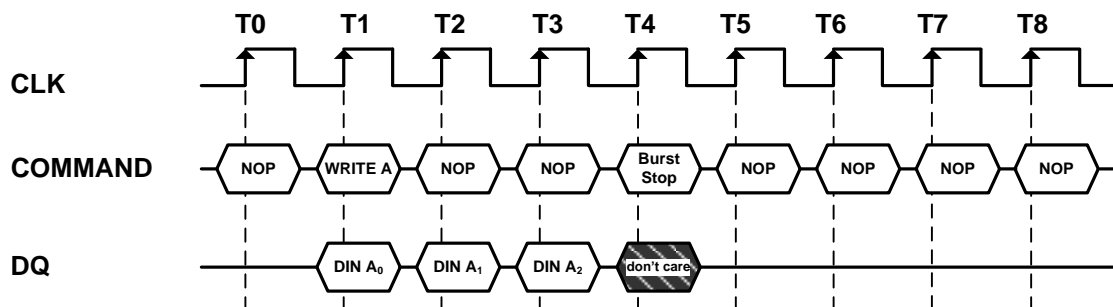 T0 T1 T2 T3 T4 T5 T6 T7 T8
CLK
COMMAND NOP WRITE A NOP NOP Burst Stop NOP NOP NOP NOP
DQ DIN A₀ DIN A₁ DIN A₂ don't care